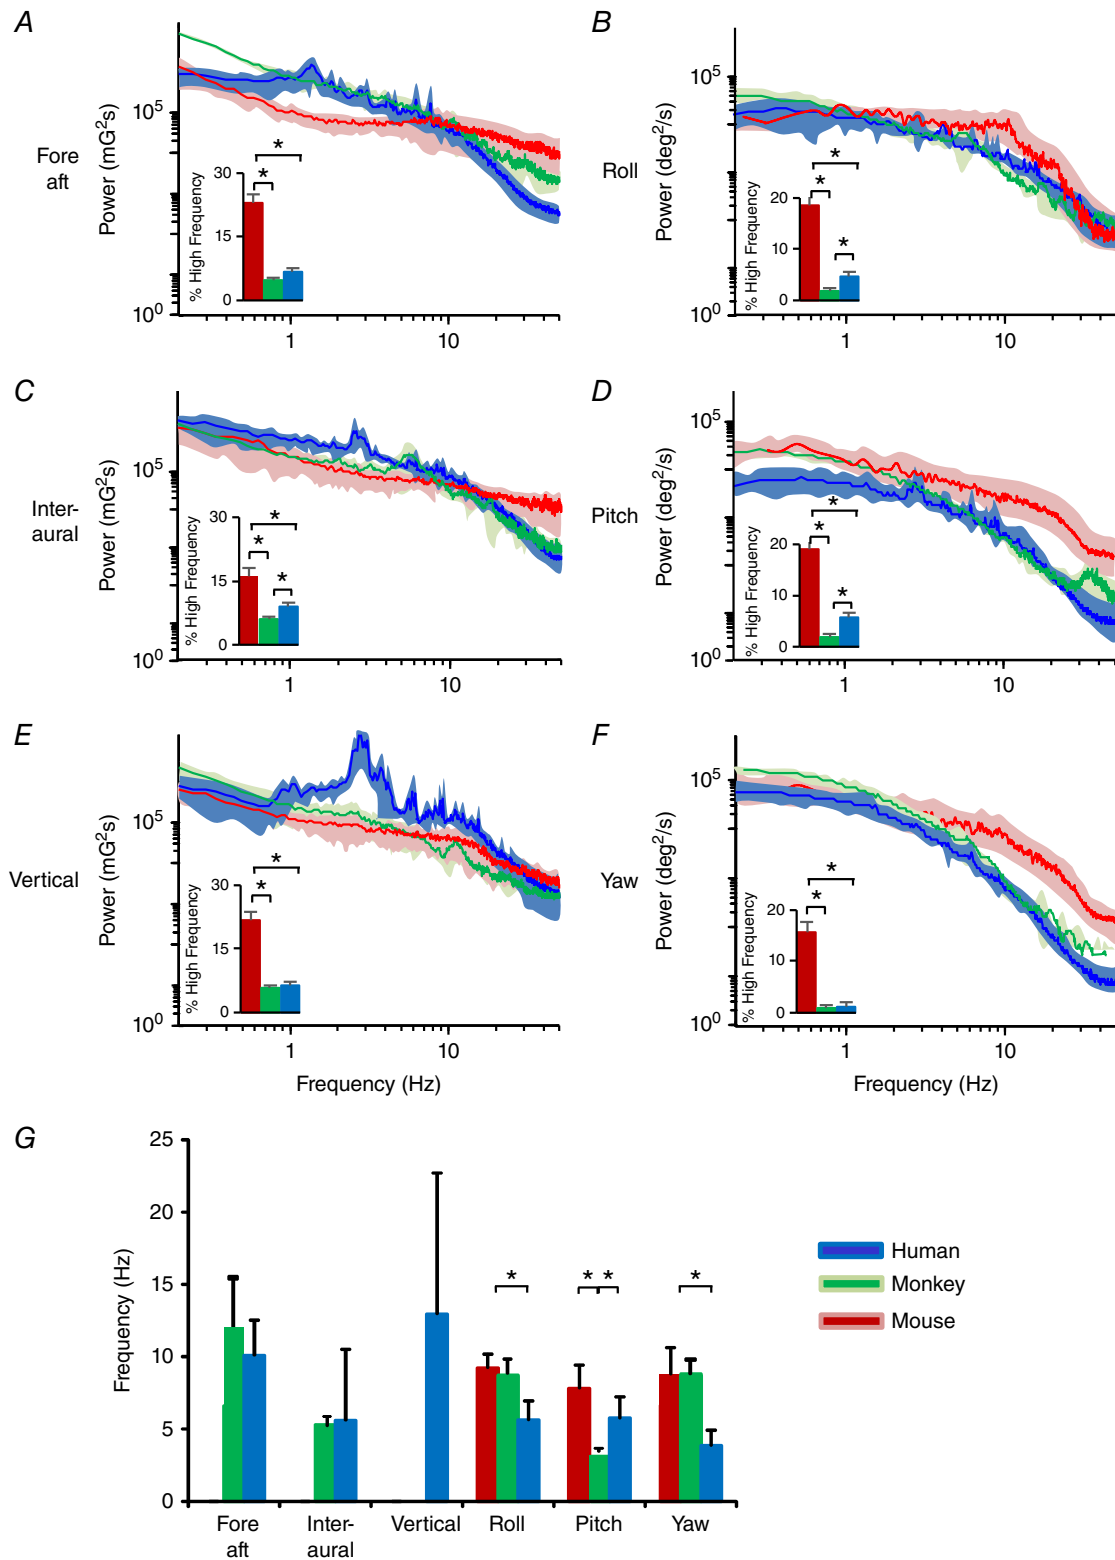 A
Fore
aft
Power (mG²s)
10⁵
10⁰
% High Frequency
30
15
0
*
*
1
10
B
Roll
Power (deg²/s)
10⁵
10⁰
% High Frequency
20
10
0
*
*
*
1
10
C
Inter-
aural
Power (mG²s)
10⁵
10⁰
% High Frequency
30
15
0
*
*
*
1
10
D
Pitch
Power (deg²/s)
10⁵
10⁰
% High Frequency
20
10
0
*
*
*
1
10
E
Vertical
Power (mG²s)
10⁵
10⁰
% High Frequency
30
15
0
*
*
1
10
Frequency (Hz)
F
Yaw
Power (deg²/s)
10⁵
10⁰
% High Frequency
20
10
0
*
*
1
10
Frequency (Hz)
G
Frequency (Hz)
25
20
15
10
5
0
* * * *
Fore
aft
Inter-
aural
Vertical
Roll
Pitch
Yaw
Human
Monkey
Mouse